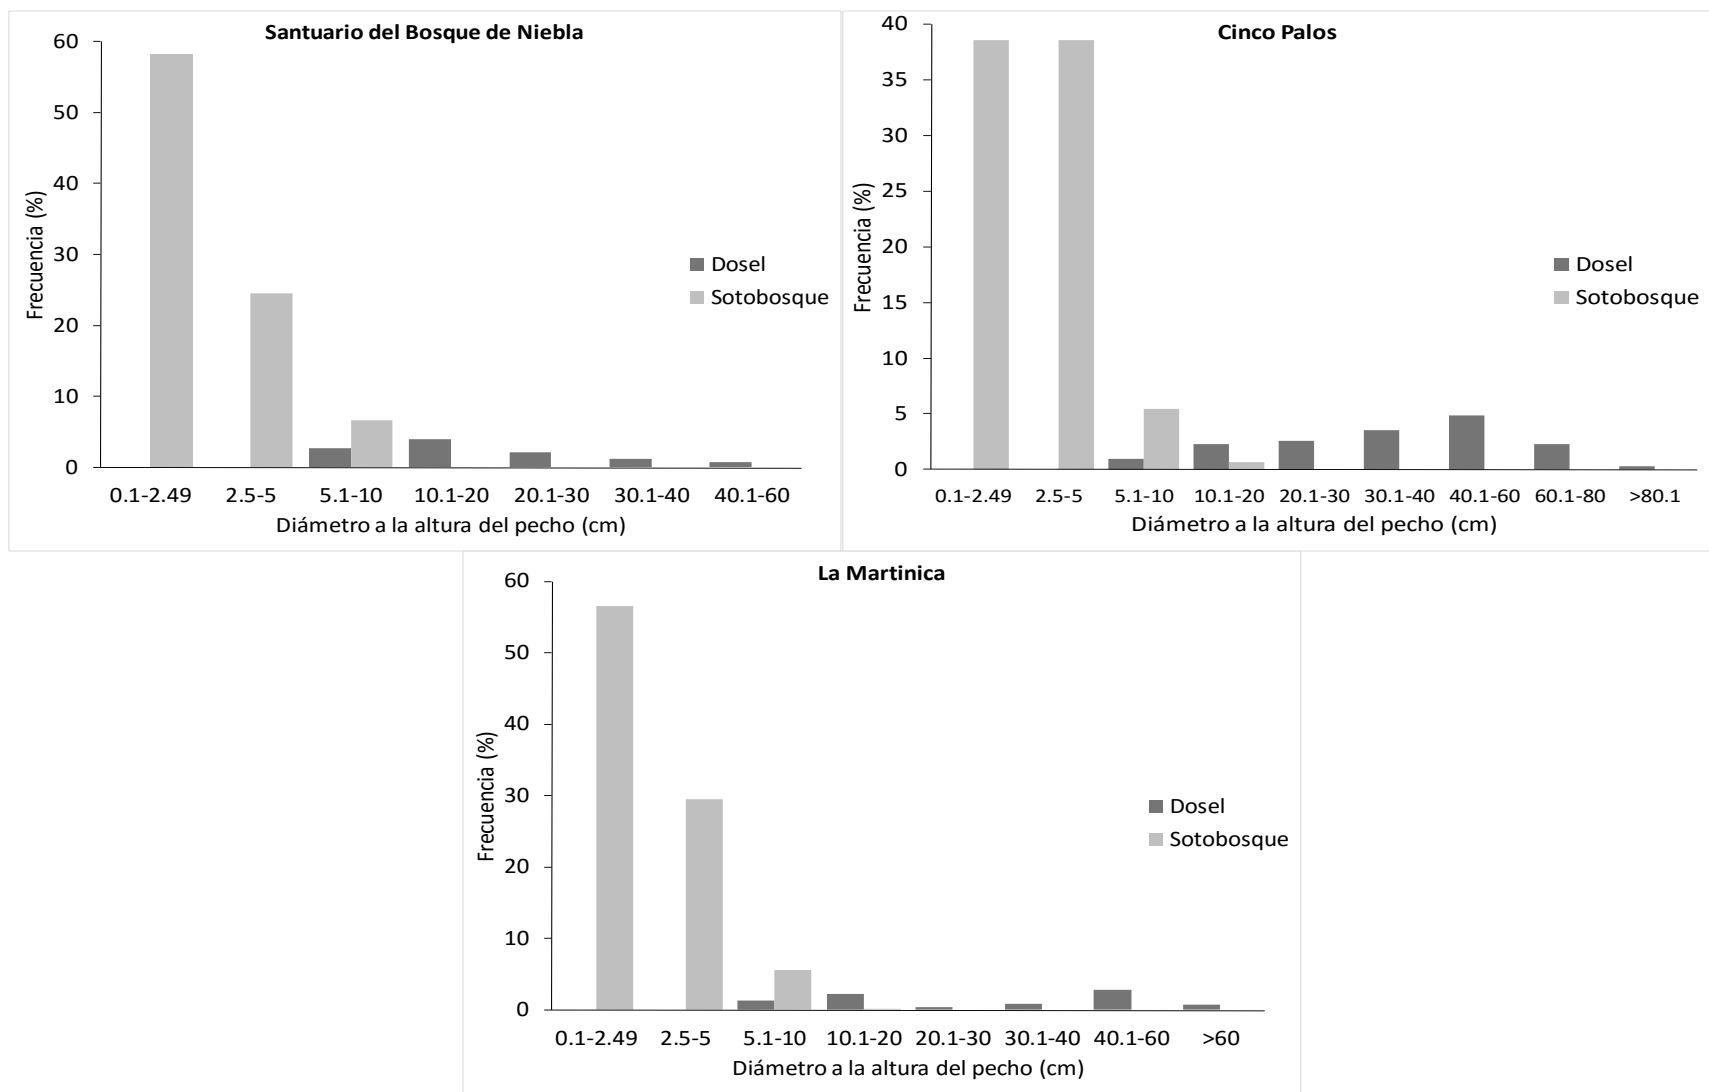 Santuario del Bosque de Niebla
60
50
40
30
20
10
0
Frecuencia (%)
Dosel
Sotobosque
0.1-2.49 2.5-5 5.1-10 10.1-20 20.1-30 30.1-40 40.1-60
Diámetro a la altura del pecho (cm)
Cinco Palos
40
35
30
25
20
15
10
5
0
Frecuencia (%)
Dosel
Sotobosque
0.1-2.49 2.5-5 5.1-10 10.1-20 20.1-30 30.1-40 40.1-60 60.1-80 >80.1
Diámetro a la altura del pecho (cm)
La Martinica
60
50
40
30
20
10
0
Frecuencia (%)
Dosel
Sotobosque
0.1-2.49 2.5-5 5.1-10 10.1-20 20.1-30 30.1-40 40.1-60 >60
Diámetro a la altura del pecho (cm)